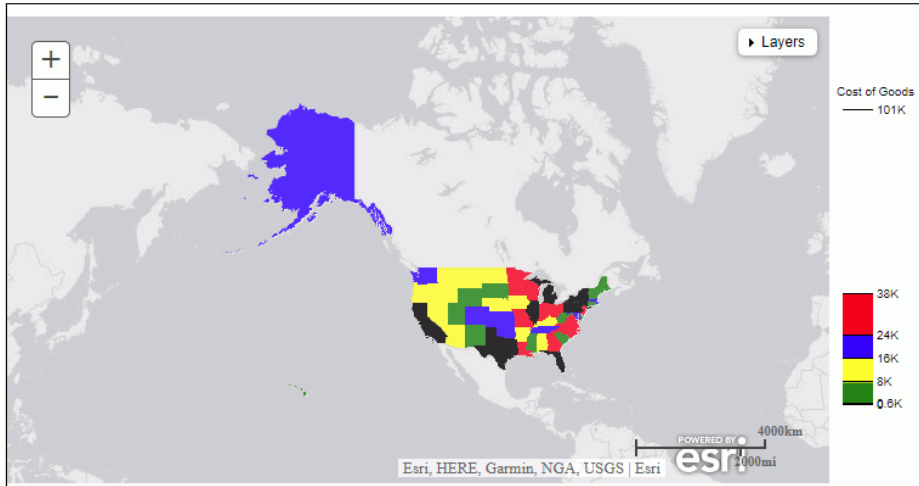 +
Layers
−
Cost of Goods
101K
38K
24K
16K
8K
0.6K
4000km
POWERED BY
esri
2000mi
Esri, HERE, Garmin, NGA, USGS | Esri